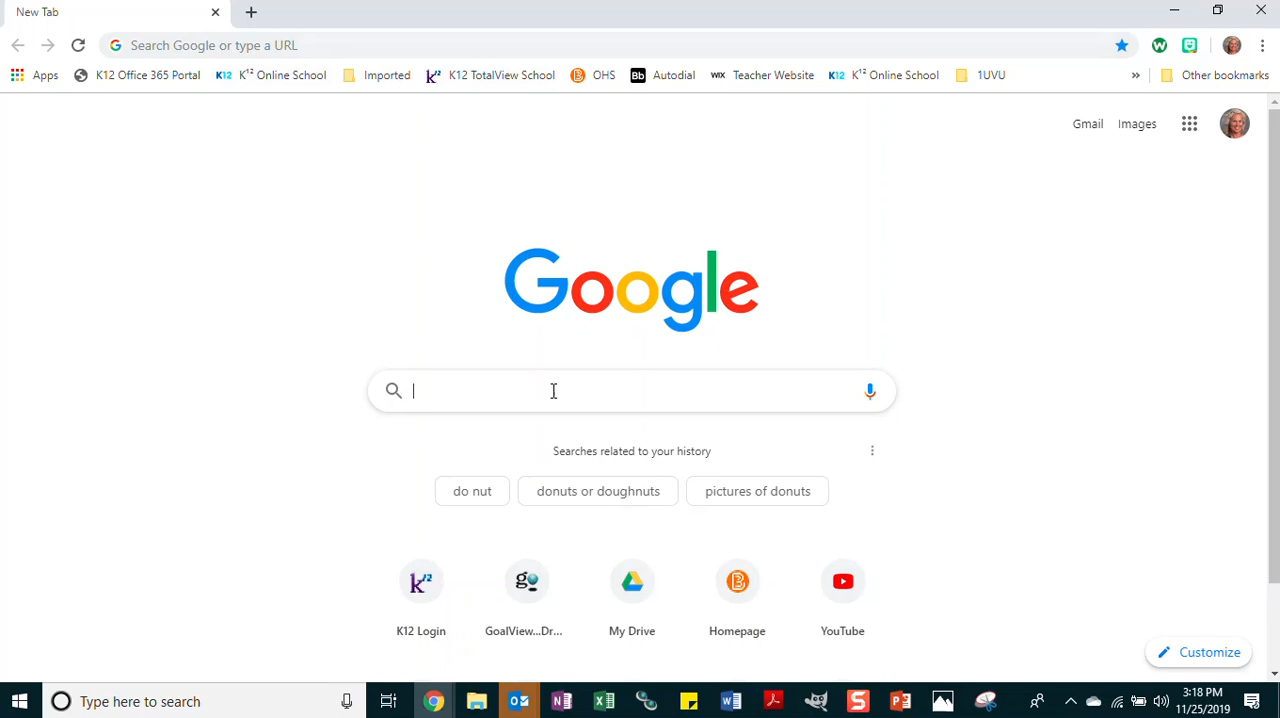 New Tab
Search Google or type a URL
Apps K12 Office 365 Portal K12 Online School Imported K12 TotalView School OHS Bb Autodial WIX Teacher Website K12 Online School 1UVU » Other bookmarks
Gmail Images
Google
Searches related to your history
do nut donuts or doughnuts pictures of donuts
K12 Login GoalView...Dr... My Drive Homepage YouTube
Customize
Type here to search
3:18 PM
11/25/2019